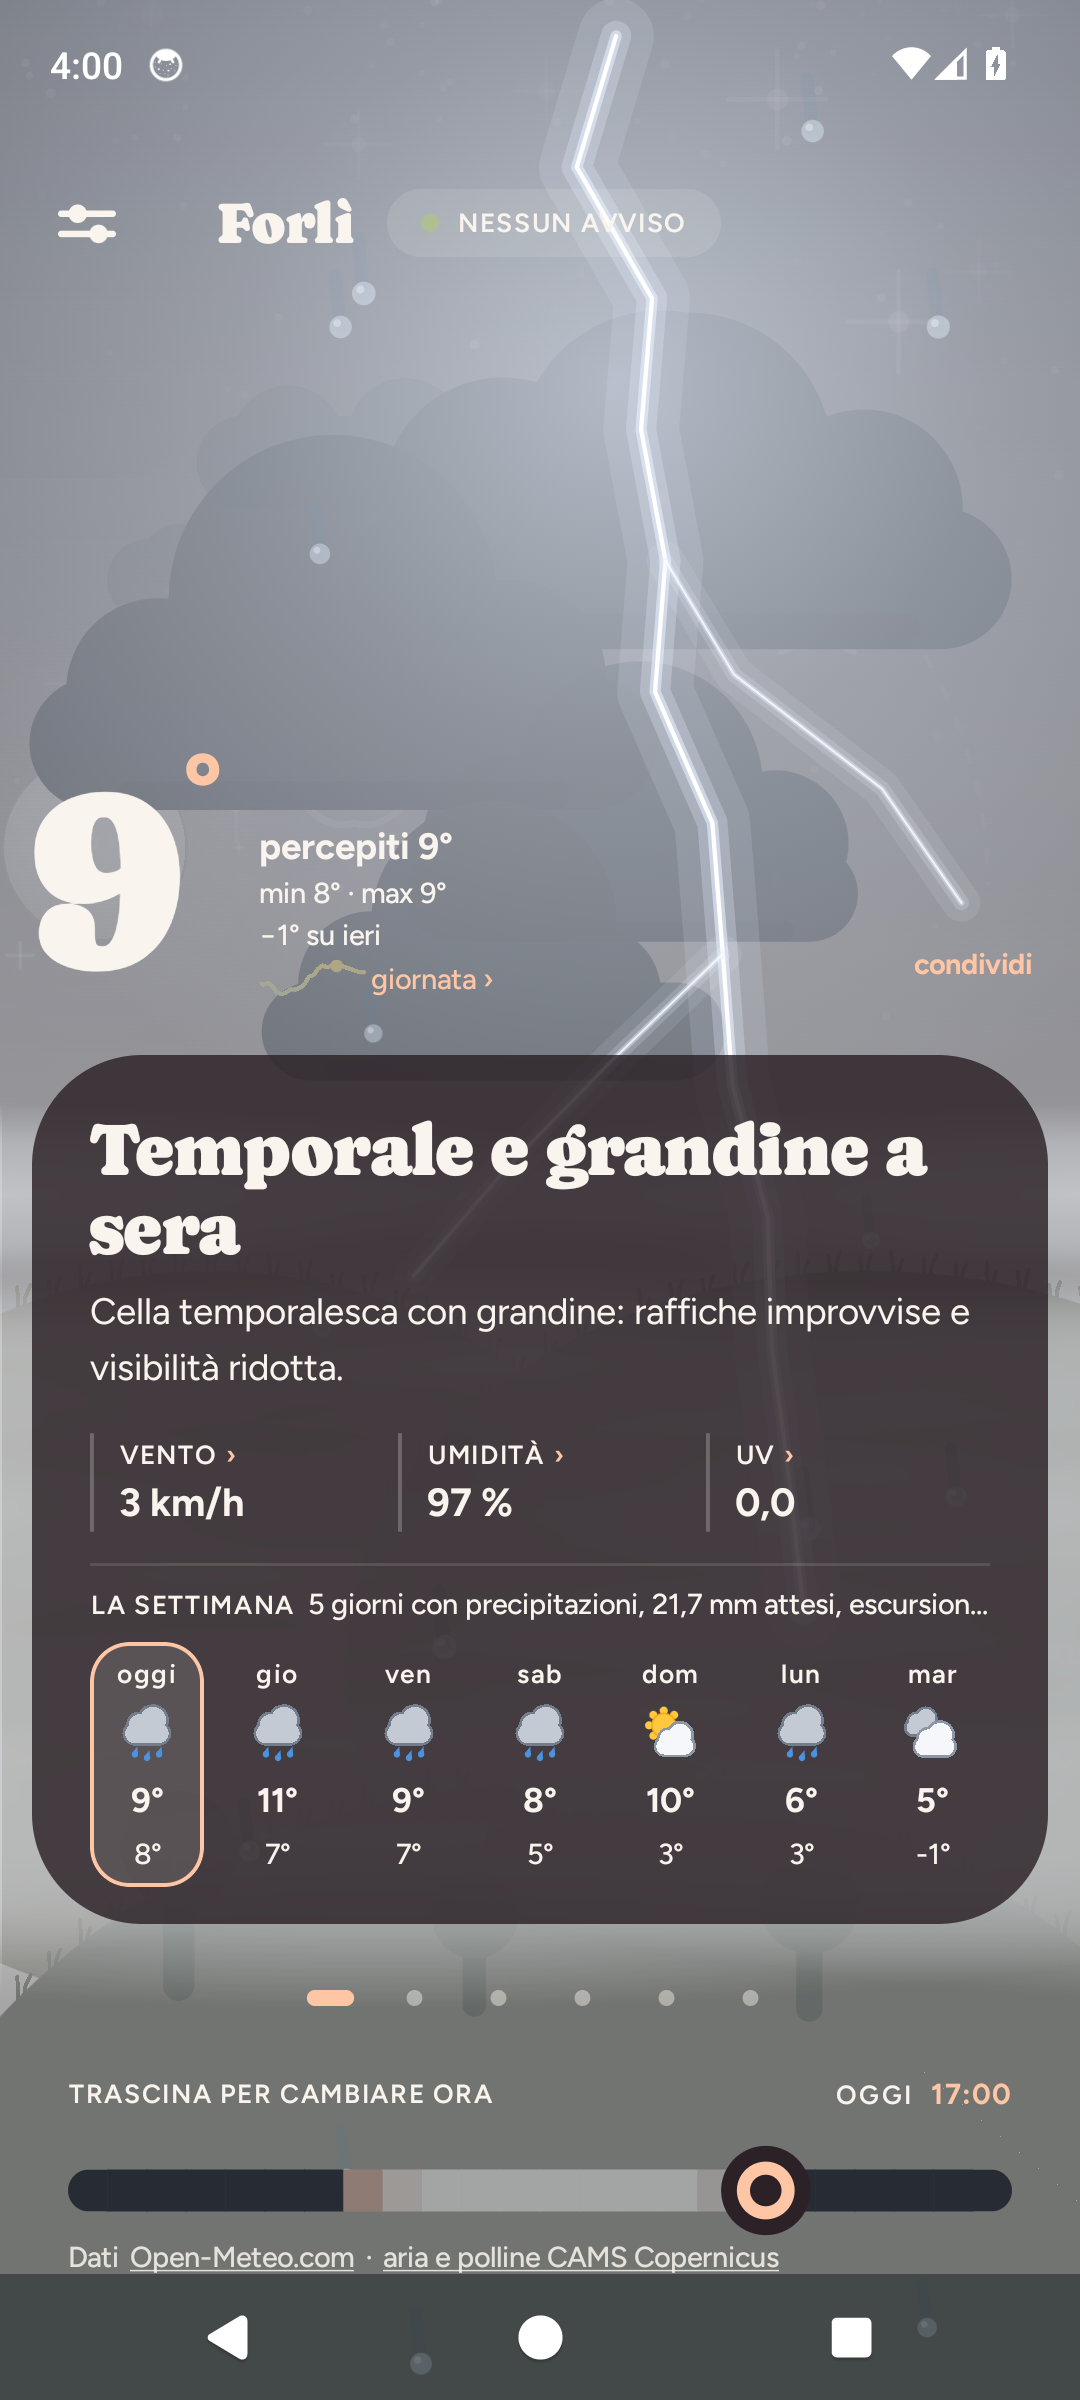 4:00
Forlì
NESSUN AVVISO
9
percepiti 9°
min 8° · max 9°
−1° su ieri
giornata ›
condividi
Temporale e grandine a
sera
Cella temporalesca con grandine: raffiche improvvise e
visibilità ridotta.
VENTO › UMIDITÀ › UV ›
3 km/h 97 % 0,0
LA SETTIMANA 5 giorni con precipitazioni, 21,7 mm attesi, escursion…
oggi gio ven sab dom lun mar
9° 11° 9° 8° 10° 6° 5°
8° 7° 7° 5° 3° 3° -1°
TRASCINA PER CAMBIARE ORA OGGI 17:00
Dati Open-Meteo.com · aria e polline CAMS Copernicus